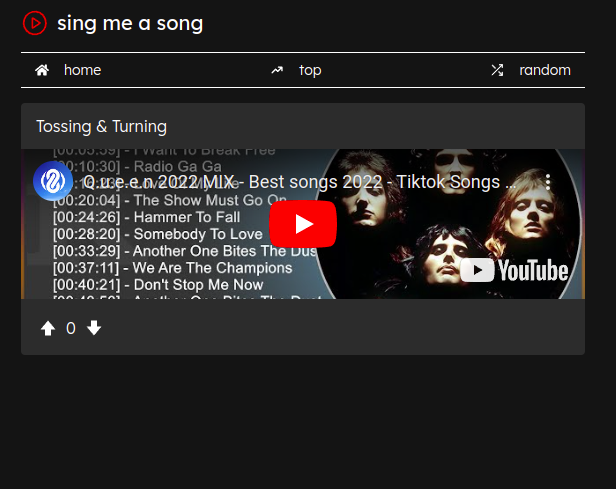 sing me a song
home
top
random
Tossing & Turning
[00:05:59] - I Want To Break Free
Q.u.e.e.n 2022 MIX - Best songs 2022 - Tiktok Songs ...
[00:10:30] - Radio Ga Ga
[00:20:04] - The Show Must Go On
[00:24:26] - Hammer To Fall
[00:28:20] - Somebody To Love
[00:33:29] - Another One Bites The Dus
[00:37:11] - We Are The Champions
[00:40:21] - Don't Stop Me Now
Another One Bites The Dust
YouTube
0